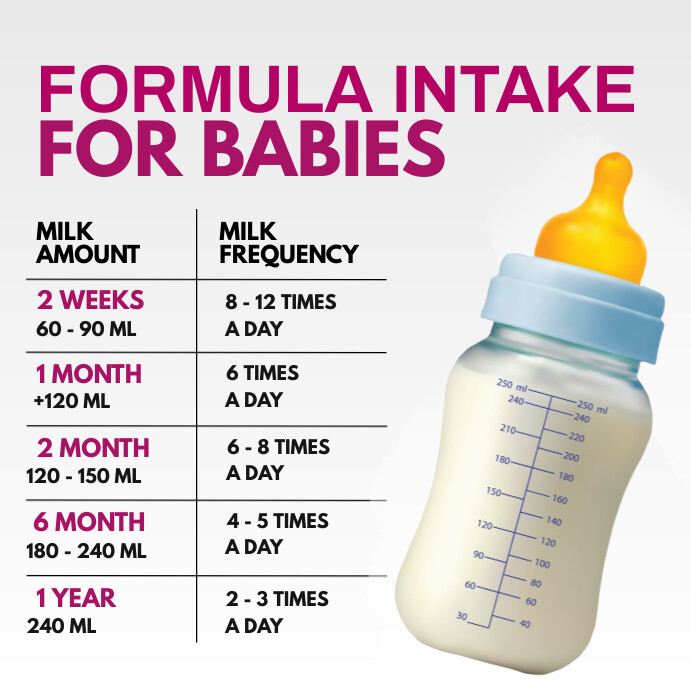 FORMULA INTAKE
FOR BABIES
MILK
AMOUNT
MILK
FREQUENCY
2 WEEKS
60 - 90 ML
8 - 12 TIMES
A DAY
1 MONTH
+120 ML
6 TIMES
A DAY
2 MONTH
120 - 150 ML
6 - 8 TIMES
A DAY
6 MONTH
180 - 240 ML
4 - 5 TIMES
A DAY
1 YEAR
240 ML
2 - 3 TIMES
A DAY
250 ml
250 ml
240
240
220
210
200
180
180
160
150
140
120
120
100
90
80
60
60
40
30